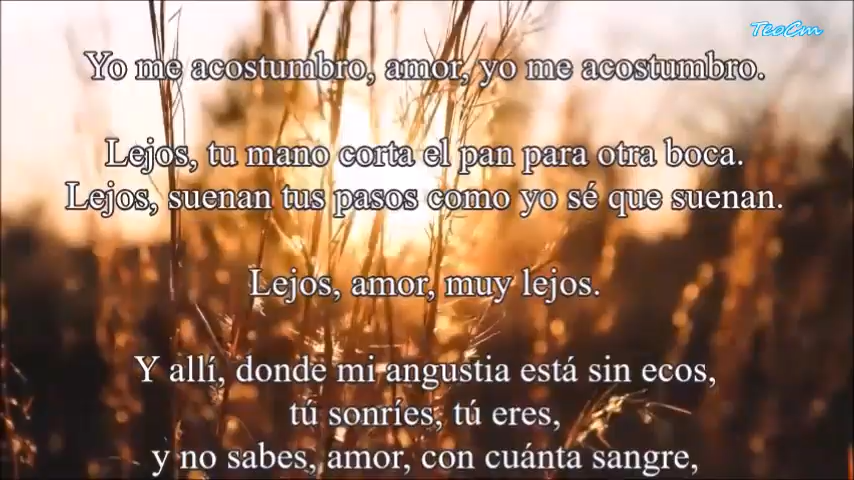 TeoCm
Yo me acostumbro, amor, yo me acostumbro.
Lejos, tu mano corta el pan para otra boca.
Lejos, suenan tus pasos como yo sé que suenan.
Lejos, amor, muy lejos.
Y allí, donde mi angustia está sin ecos,
tú sonríes, tú eres,
y no sabes, amor, con cuánta sangre,